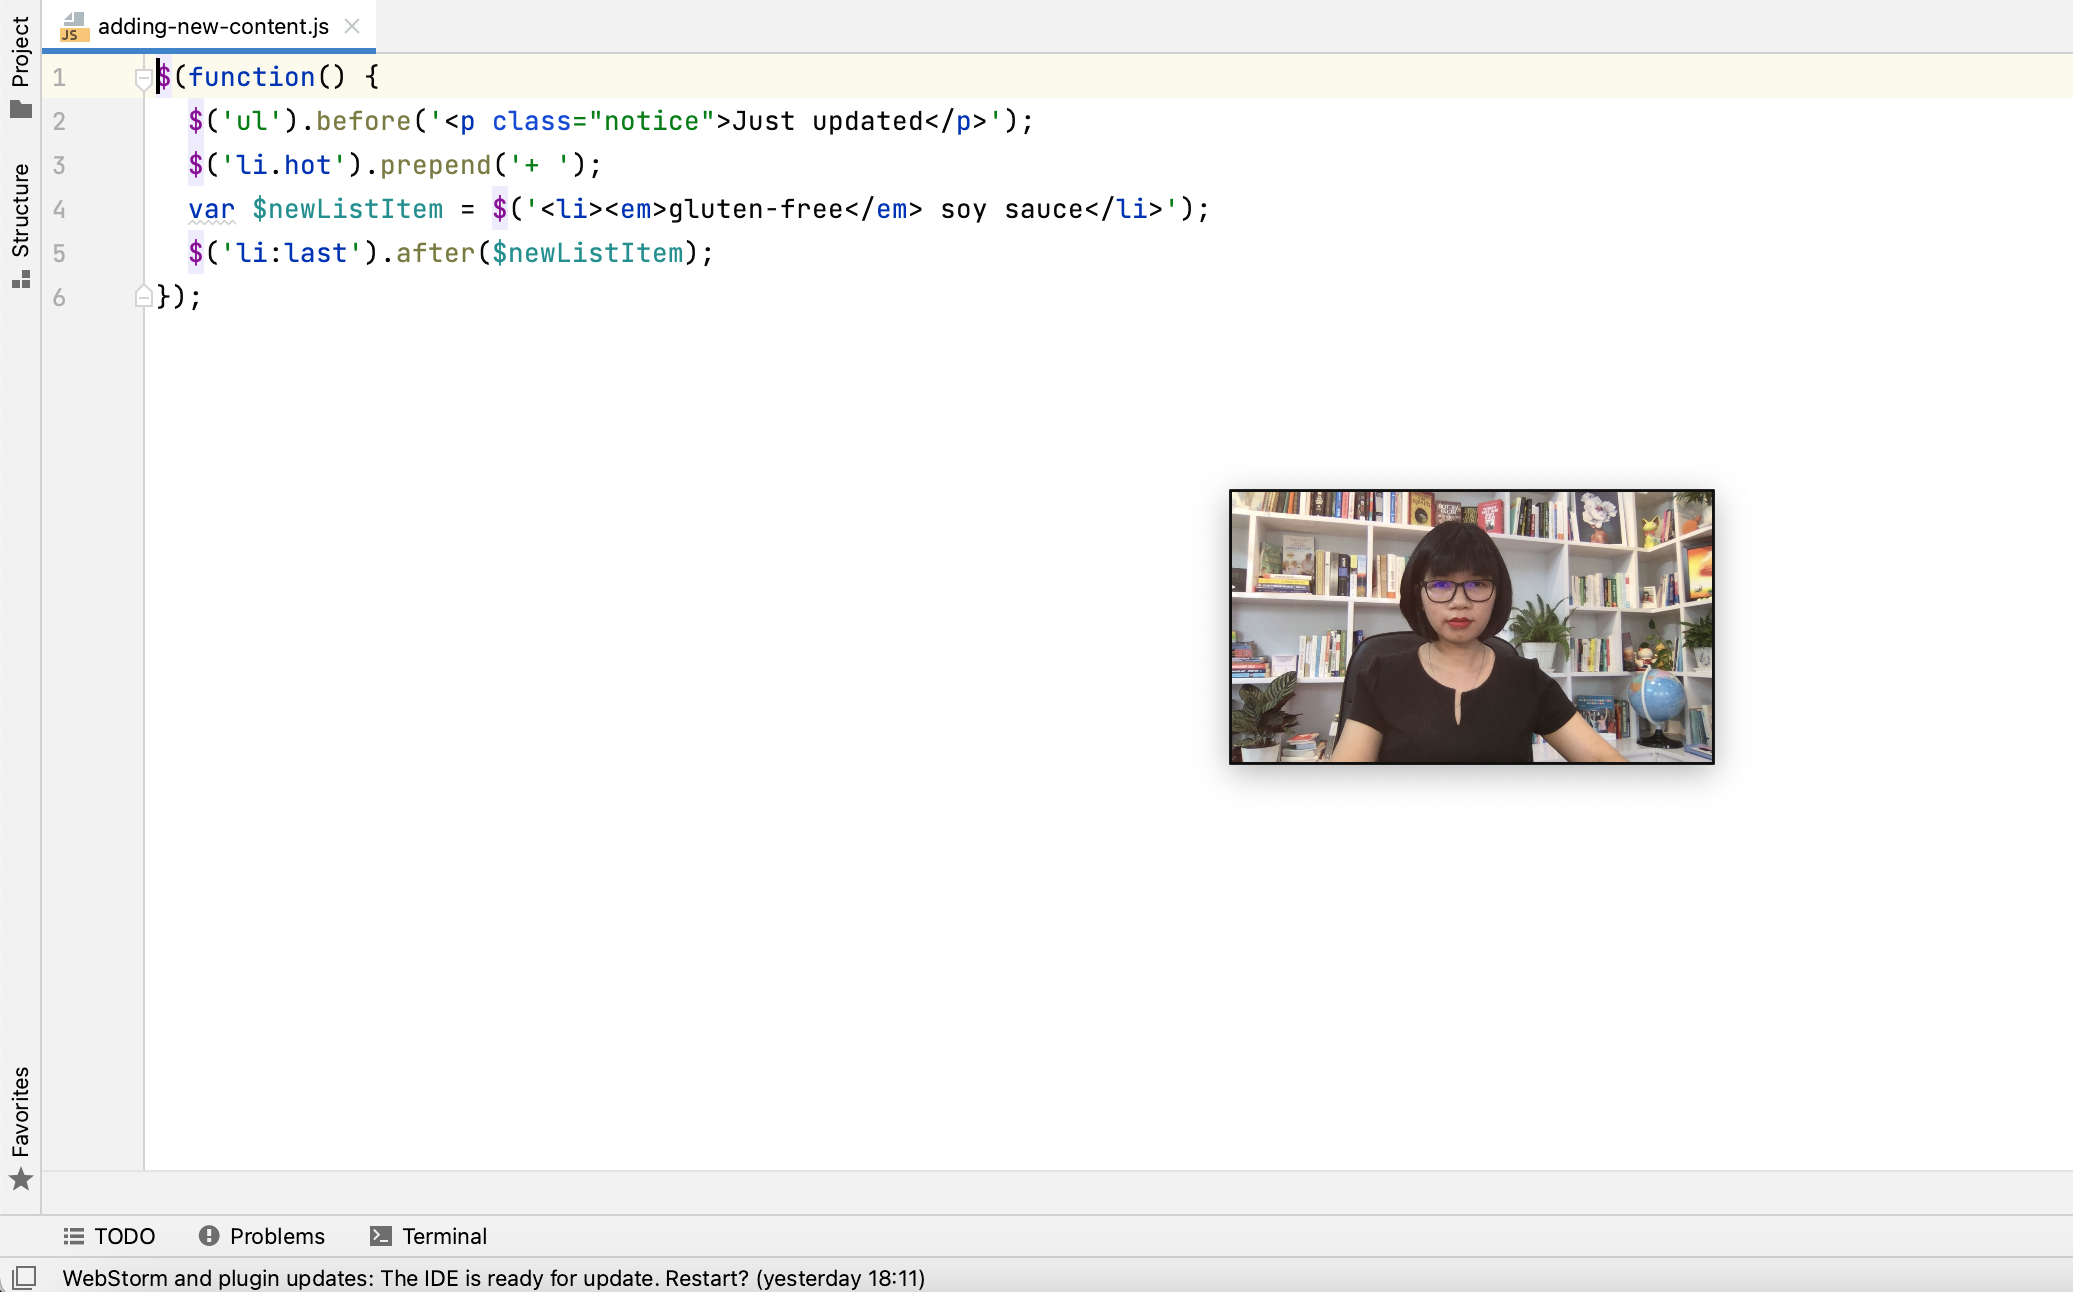 Project
Structure
Favorites
adding-new-content.js
1 $(function() {
2 $('ul').before('<p class="notice">Just updated</p>');
3 $('li.hot').prepend('+ ');
4 var $newListItem = $('<li><em>gluten-free</em> soy sauce</li>');
5 $('li:last').after($newListItem);
6 });
TODO
Problems
Terminal
WebStorm and plugin updates: The IDE is ready for update. Restart? (yesterday 18:11)